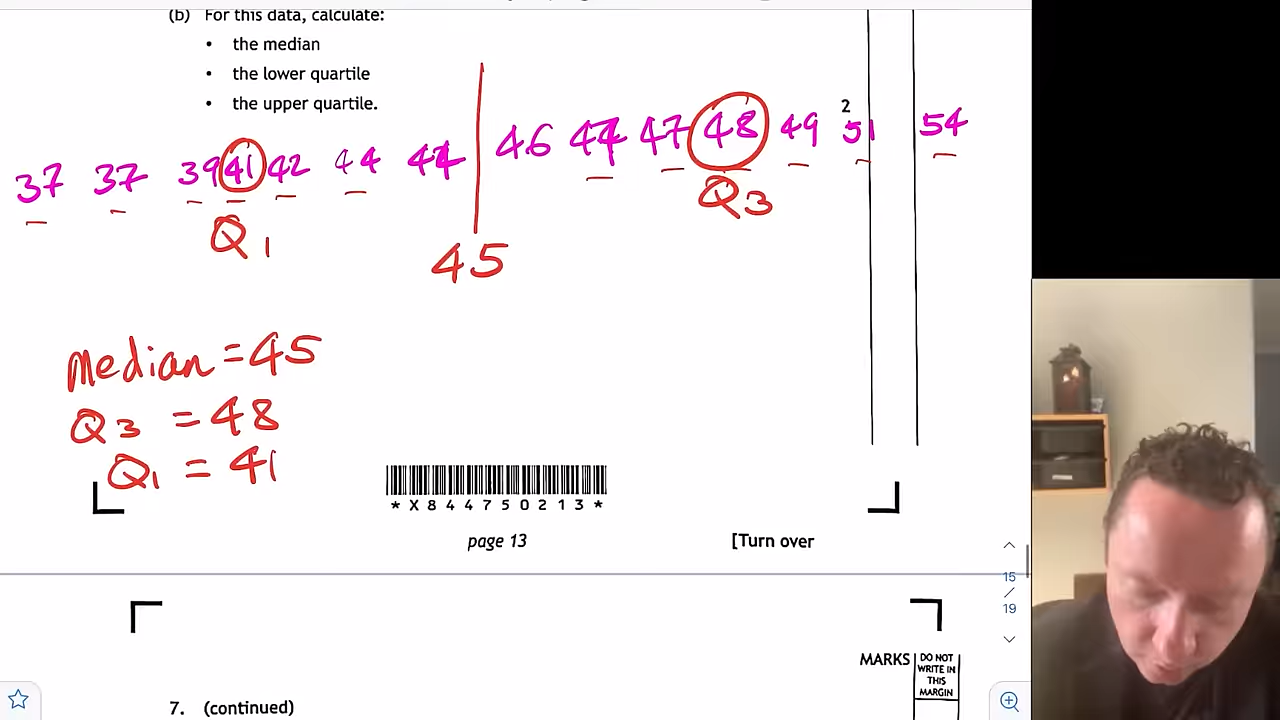 (b) For this data, calculate:
• the median
• the lower quartile
• the upper quartile.
2
37 37 39 41 42 44 44 46 47 47 48 49 51 54
Q1
Q3
45
Median = 45
Q3 = 48
Q1 = 41
*X844750213*
page 13
[Turn over
15
/
19
MARKS
DO NOT
WRITE IN
THIS
MARGIN
7. (continued)